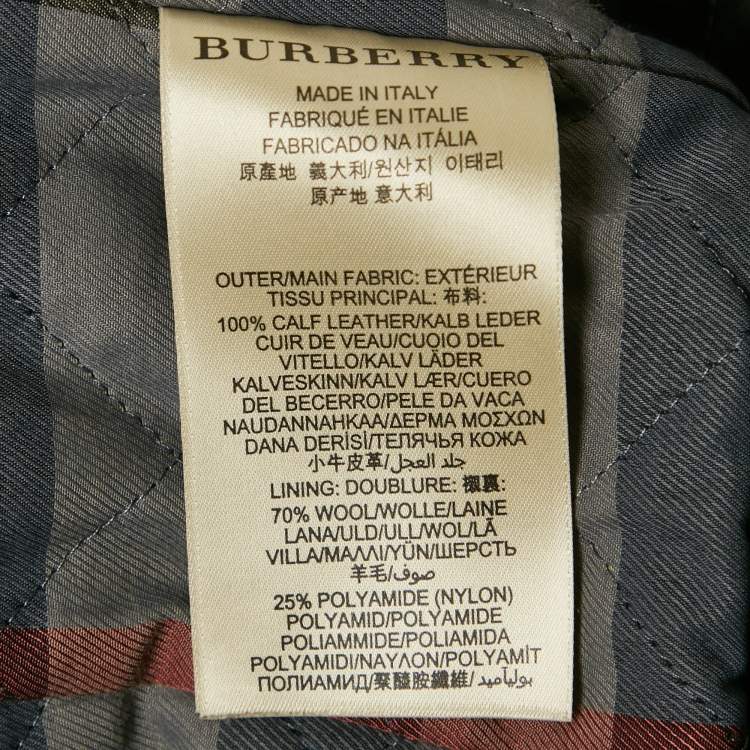 BURBERRY
MADE IN ITALY
FABRIQUÉ EN ITALIE
FABRICADO NA ITÁLIA
原產地 義大利/원산지 이태리
原产地 意大利
OUTER/MAIN FABRIC: EXTÉRIEUR
TISSU PRINCIPAL: 布料:
100% CALF LEATHER/KALB LEDER
CUIR DE VEAU/CUOIO DEL
VITELLO/KALV LÄDER
KALVESKINN/KALV LÆR/CUERO
DEL BECERRO/PELE DA VACA
NAUDANNAHKAA/ΔΕΡΜΑ ΜΟΣΧΩΝ
DANA DERİSİ/ТЕЛЯЧЬЯ КОЖА
小牛皮革/جلد العجل
LINING: DOUBLURE: 襯裏:
70% WOOL/WOLLE/LAINE
LANA/ULD/ULL/WOL/LÃ
VILLA/ΜΑΛΛΙ/YÜN/ШЕРСТЬ
羊毛/صوف
25% POLYAMIDE (NYLON)
POLYAMID/POLYAMIDE
POLIAMMIDE/POLIAMIDA
POLYAMIDI/ΝΑΥΛΟΝ/POLYAMİT
ПОЛИАМИД/聚醯胺纖維/بولياميد